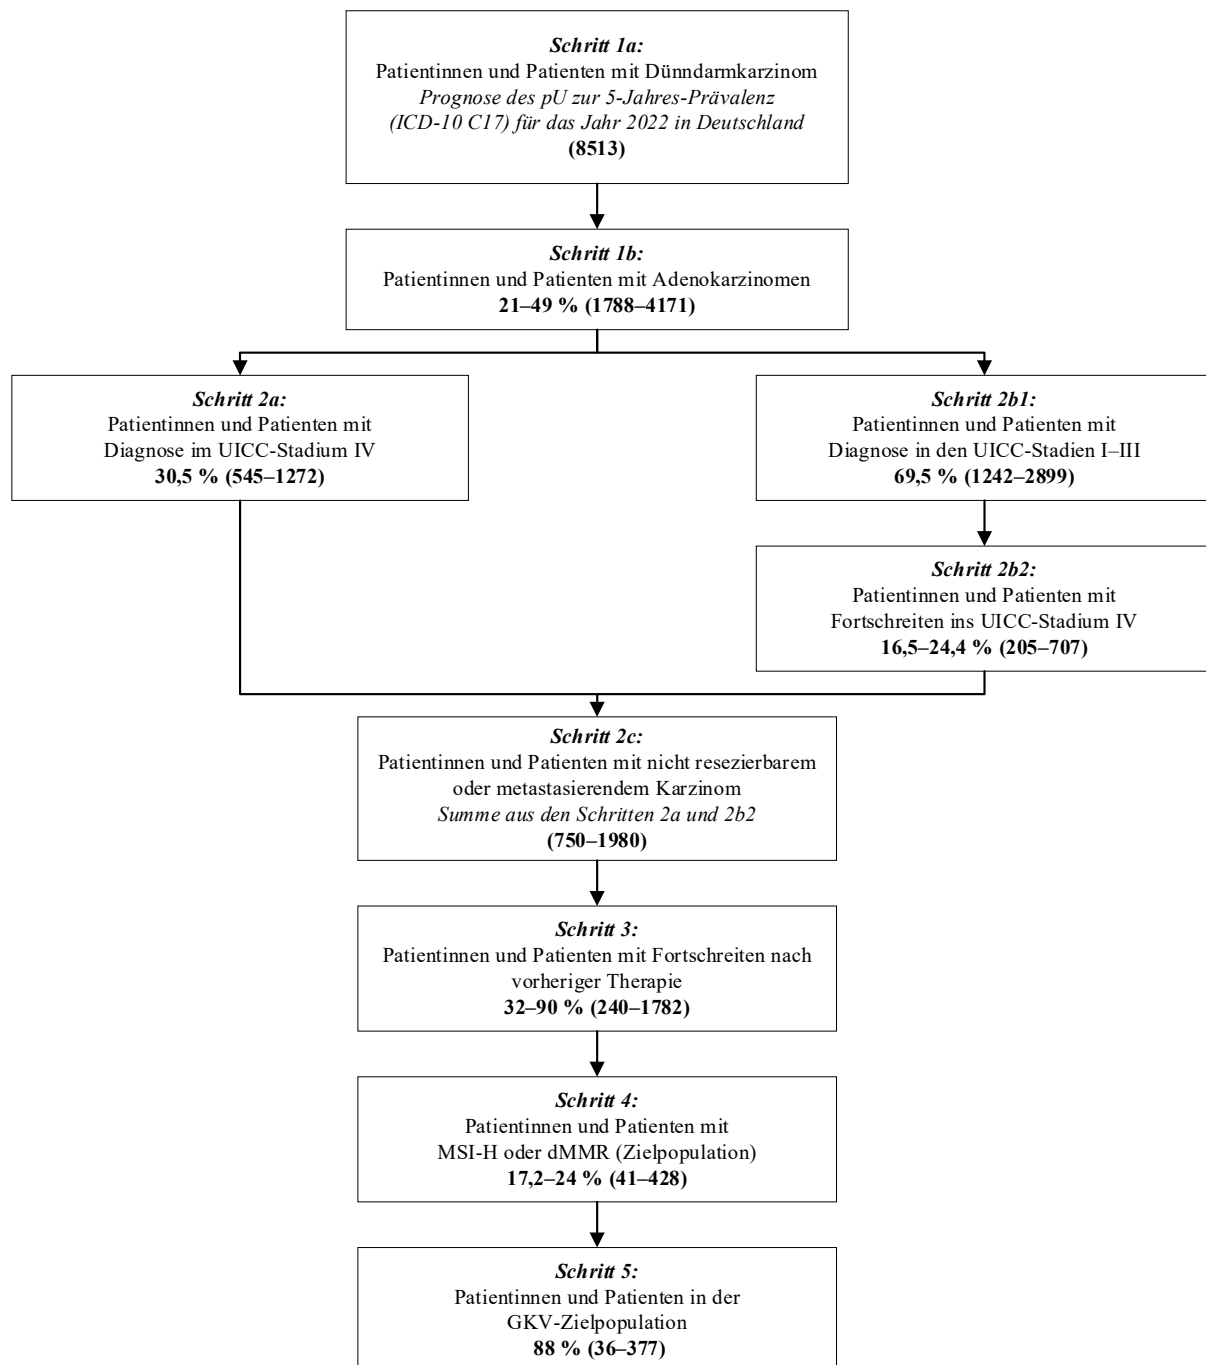 Schritt 1a:
Patientinnen und Patienten mit Dünndarmkarzinom
Prognose des pU zur 5-Jahres-Prävalenz
(ICD-10 C17) für das Jahr 2022 in Deutschland
(8513)
Schritt 1b:
Patientinnen und Patienten mit Adenokarzinomen
21–49 % (1788–4171)
Schritt 2a:
Patientinnen und Patienten mit
Diagnose im UICC-Stadium IV
30,5 % (545–1272)
Schritt 2b1:
Patientinnen und Patienten mit
Diagnose in den UICC-Stadien I–III
69,5 % (1242–2899)
Schritt 2b2:
Patientinnen und Patienten mit
Fortschreiten ins UICC-Stadium IV
16,5–24,4 % (205–707)
Schritt 2c:
Patientinnen und Patienten mit nicht resezierbarem
oder metastasierendem Karzinom
Summe aus den Schritten 2a und 2b2
(750–1980)
Schritt 3:
Patientinnen und Patienten mit Fortschreiten nach
vorheriger Therapie
32–90 % (240–1782)
Schritt 4:
Patientinnen und Patienten mit
MSI-H oder dMMR (Zielpopulation)
17,2–24 % (41–428)
Schritt 5:
Patientinnen und Patienten in der
GKV-Zielpopulation
88 % (36–377)